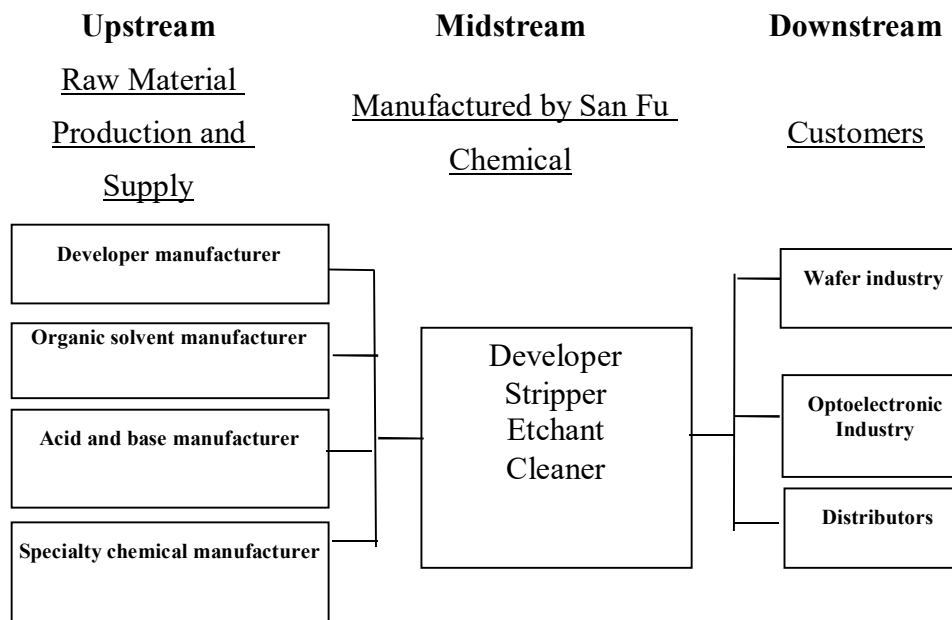 Upstream
Raw Material
Production and
Supply
Midstream
Manufactured by San Fu
Chemical
Downstream
Customers
Developer manufacturer
Organic solvent manufacturer
Acid and base manufacturer
Specialty chemical manufacturer
Developer
Stripper
Etchant
Cleaner
Wafer industry
Optoelectronic
Industry
Distributors